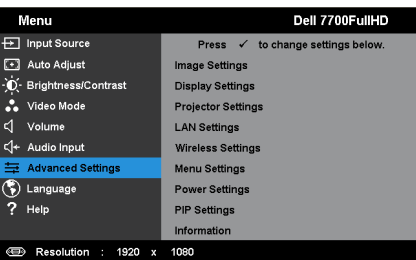 Menu Dell 7700FullHD
Input Source
Auto Adjust
Brightness/Contrast
Video Mode
Volume
Audio Input
Advanced Settings
Language
? Help
Press ✓ to change settings below.
Image Settings
Display Settings
Projector Settings
LAN Settings
Wireless Settings
Menu Settings
Power Settings
PIP Settings
Information
Resolution : 1920 x 1080